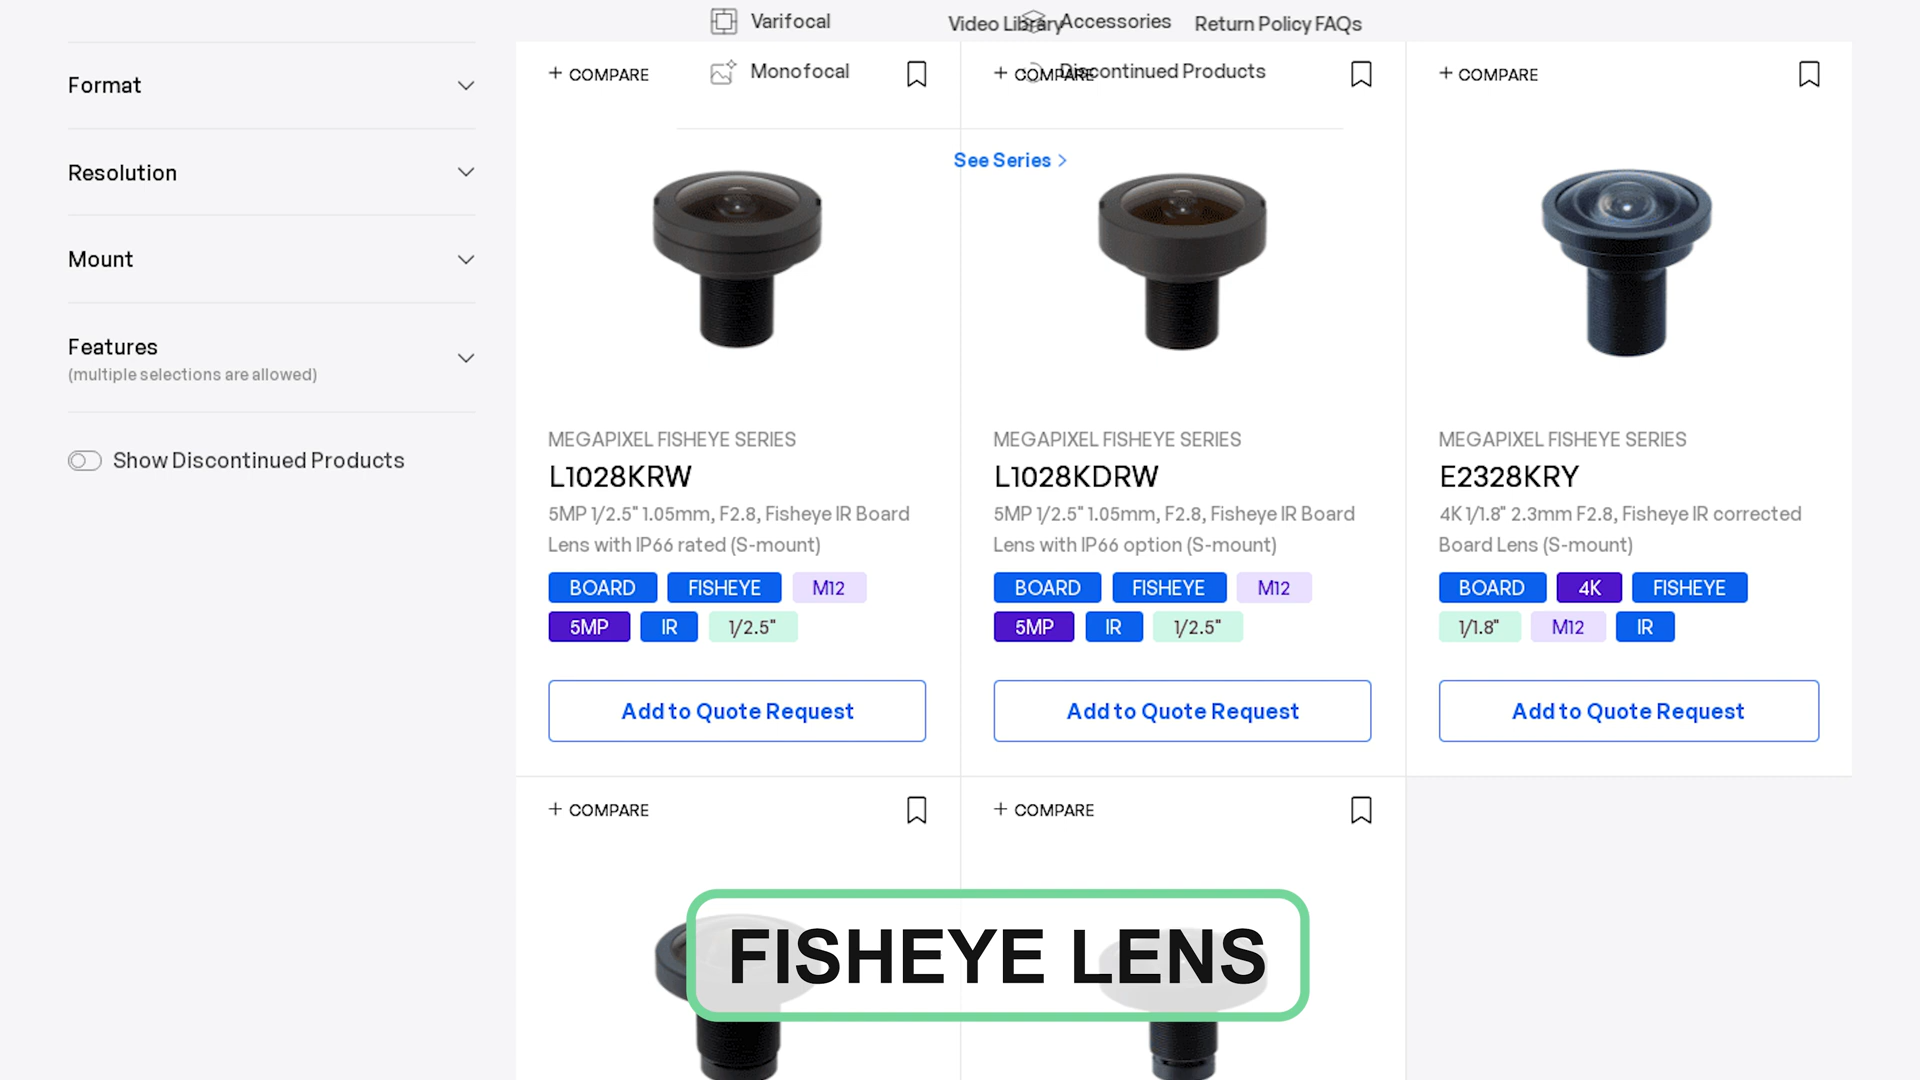 Varifocal
Video Library
Accessories
Return Policy FAQs
Monofocal
Discontinued Products
See Series
Format
Resolution
Mount
Features
(multiple selections are allowed)
Show Discontinued Products
+ COMPARE
MEGAPIXEL FISHEYE SERIES
L1028KRW
5MP 1/2.5" 1.05mm, F2.8, Fisheye IR Board
Lens with IP66 rated (S-mount)
BOARD FISHEYE M12
5MP IR 1/2.5"
Add to Quote Request
+ COMPARE
MEGAPIXEL FISHEYE SERIES
L1028KDRW
5MP 1/2.5" 1.05mm, F2.8, Fisheye IR Board
Lens with IP66 option (S-mount)
BOARD FISHEYE M12
5MP IR 1/2.5"
Add to Quote Request
+ COMPARE
MEGAPIXEL FISHEYE SERIES
E2328KRY
4K 1/1.8" 2.3mm F2.8, Fisheye IR corrected
Board Lens (S-mount)
BOARD 4K FISHEYE
1/1.8" M12 IR
Add to Quote Request
+ COMPARE
+ COMPARE
FISHEYE LENS